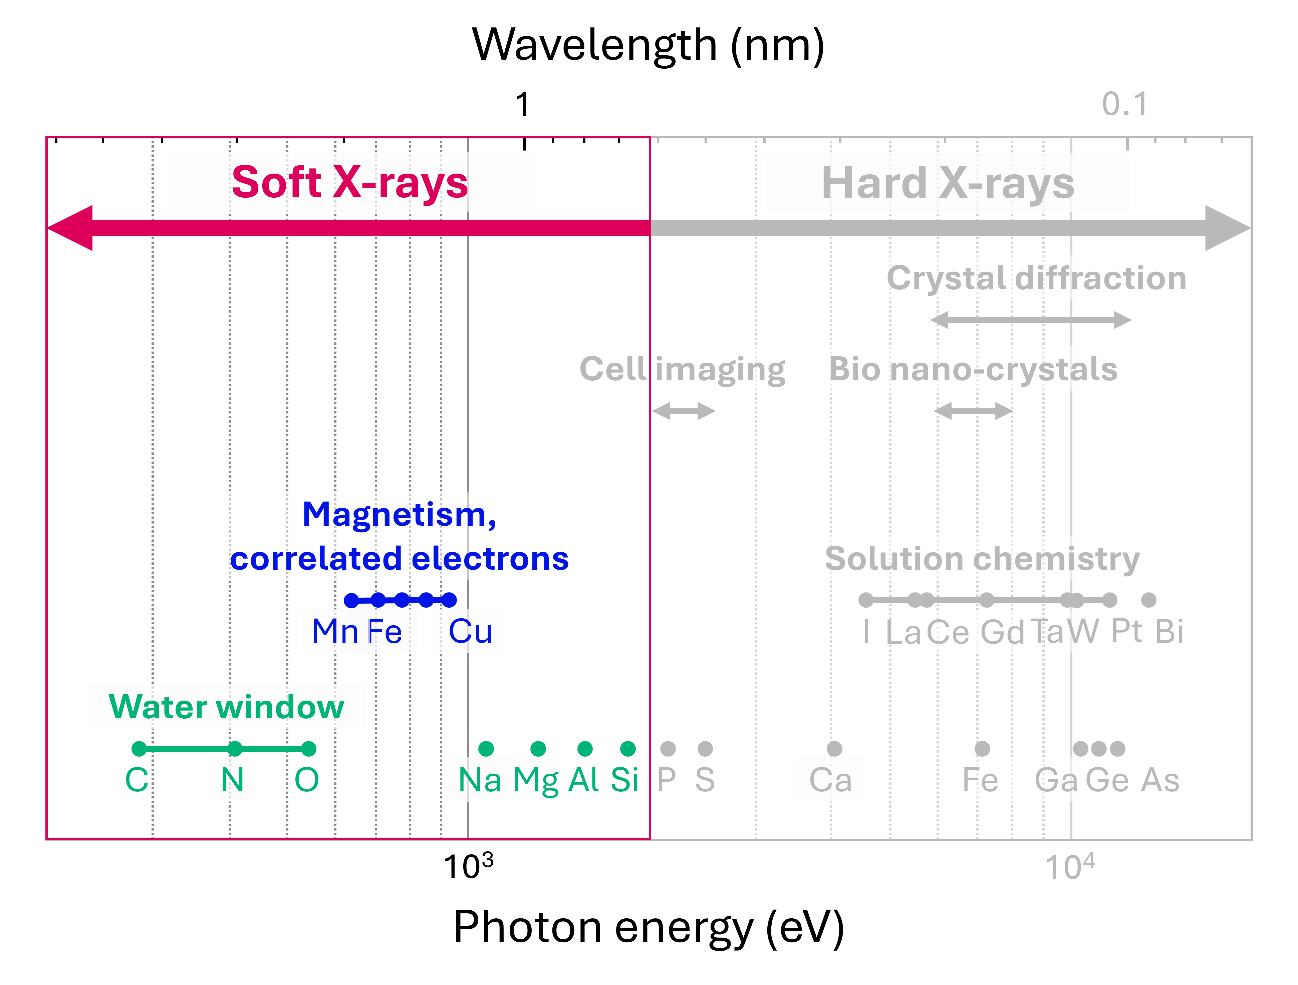 Wavelength (nm)
1 0.1
Soft X-rays Hard X-rays
Crystal diffraction
Cell imaging Bio nano-crystals
Magnetism,
correlated electrons Solution chemistry
Mn Fe Cu I La Ce Gd Ta W Pt Bi
Water window
C N O Na Mg Al Si P S Ca Fe Ga Ge As
10³ 10⁴
Photon energy (eV)